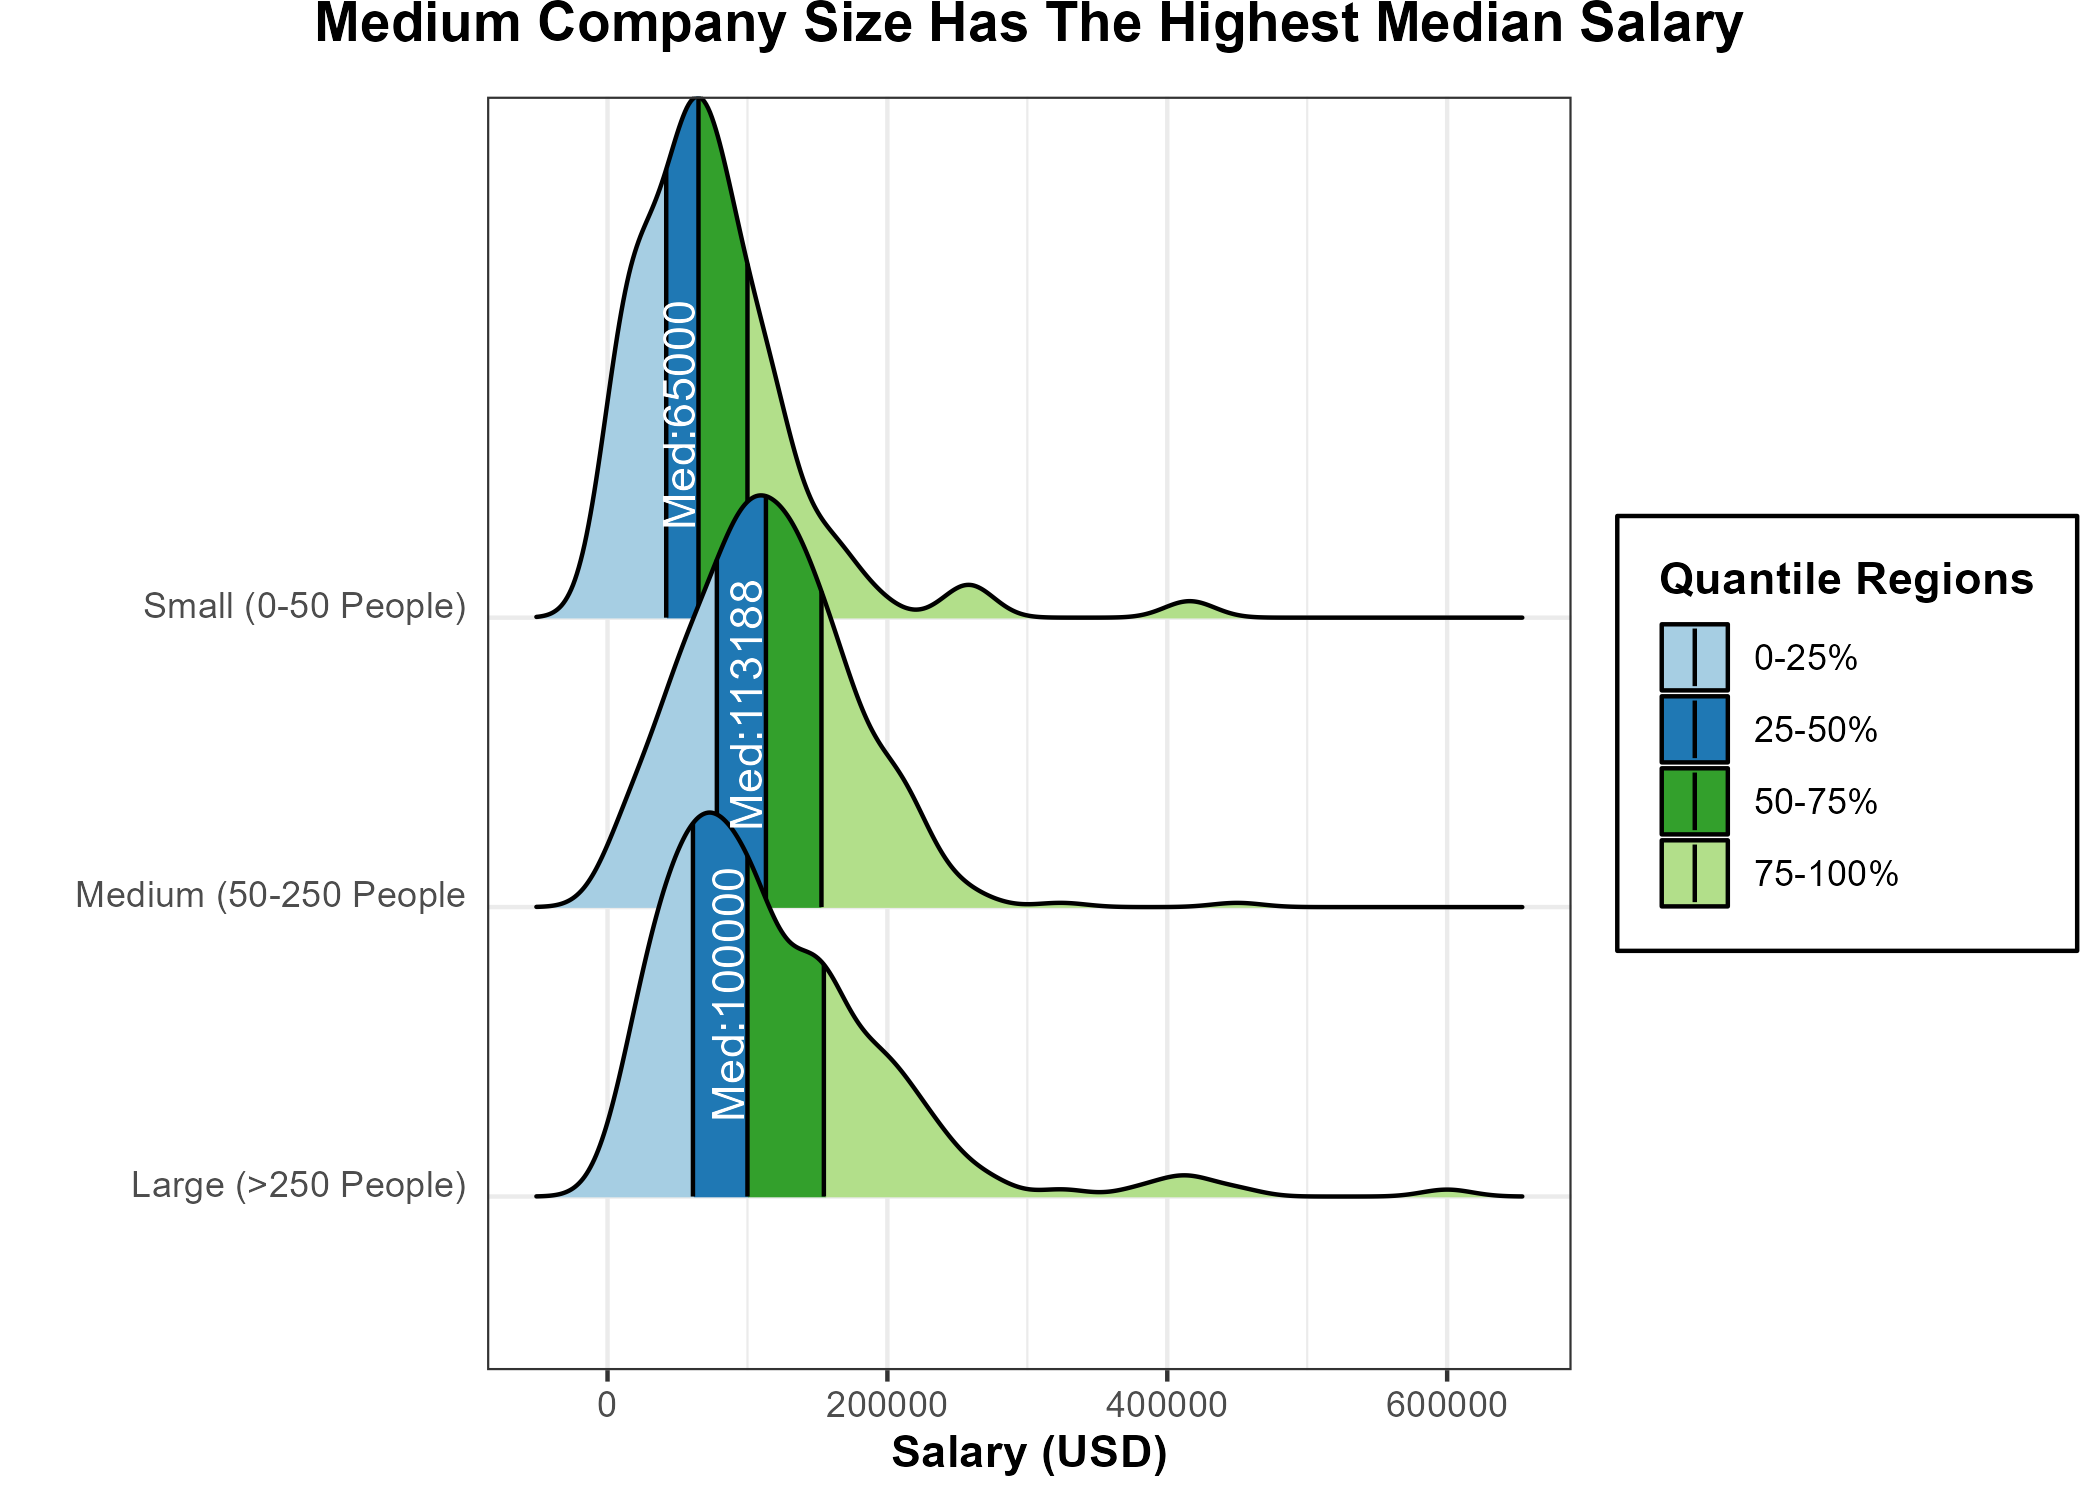 Medium Company Size Has The Highest Median Salary
Med:65000
Small (0-50 People)
Med:113188
Medium (50-250 People
Med:100000
Large (>250 People)
0
200000
400000
600000
Salary (USD)
Quantile Regions
0-25%
25-50%
50-75%
75-100%